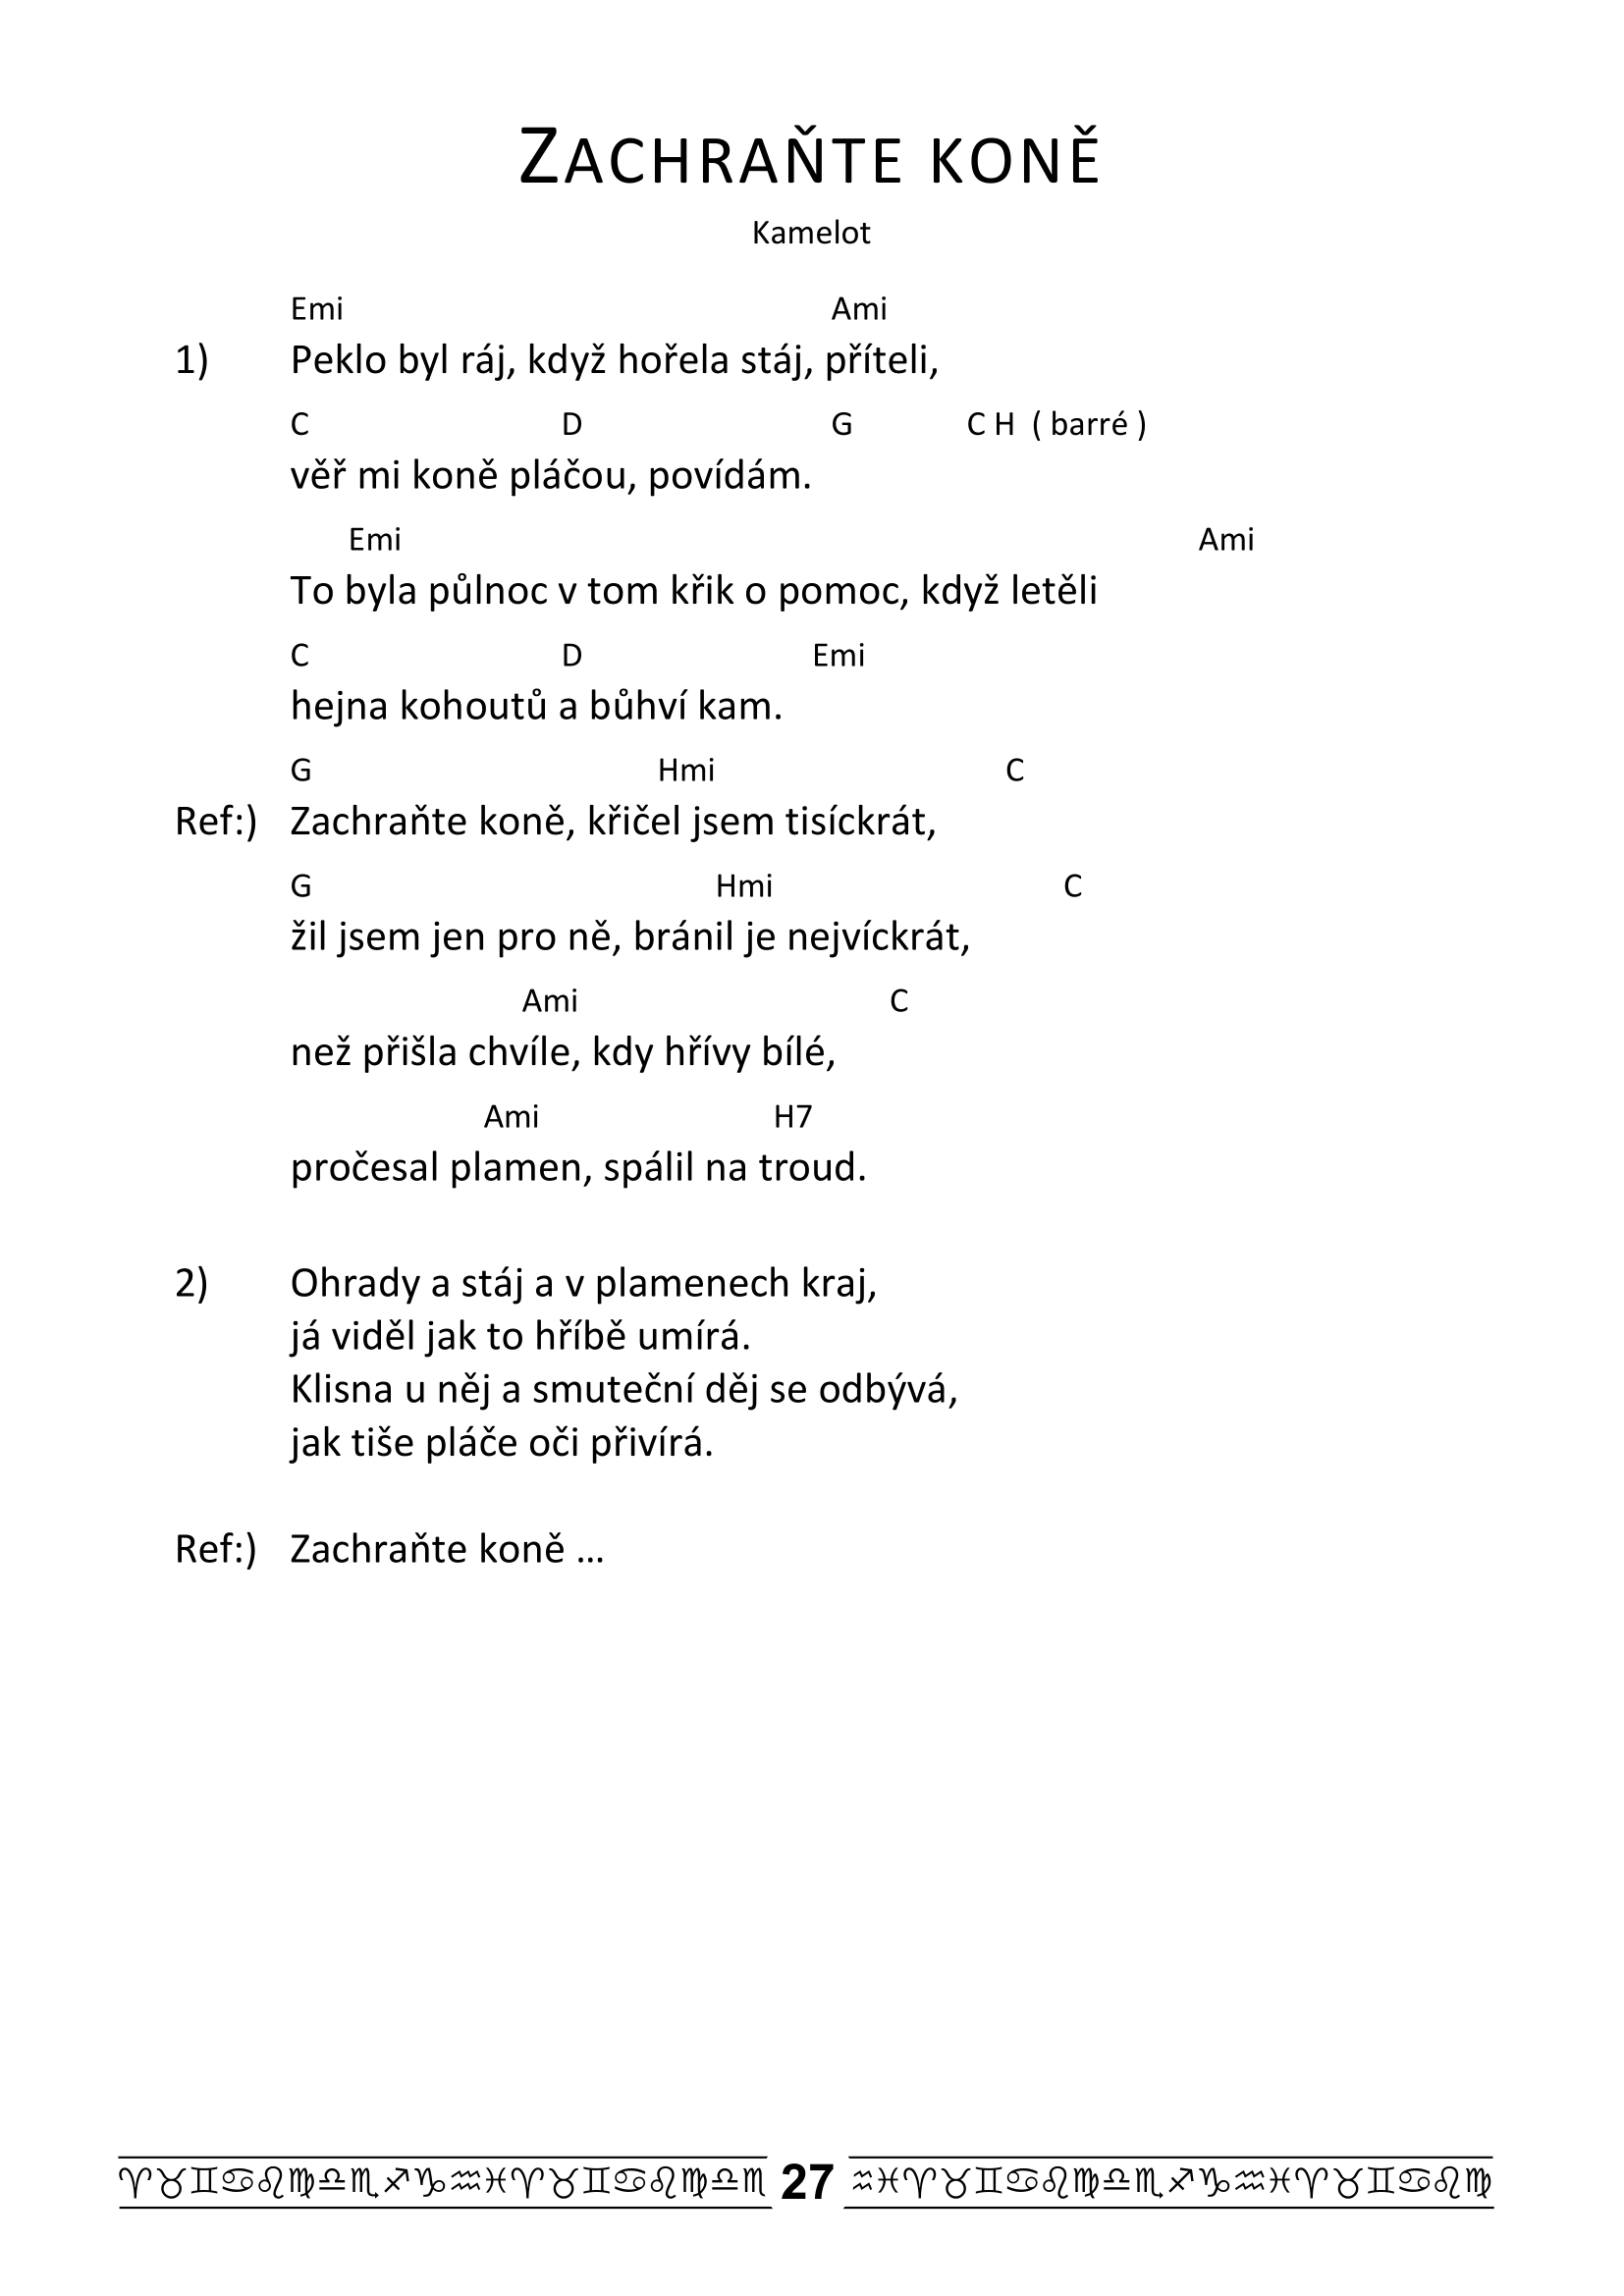 ZACHRAŇTE KONĚ
Kamelot
Emi Ami
1) Peklo byl ráj, když hořela stáj, příteli,
C D G C H ( barré )
věř mi koně pláčou, povídám.
Emi Ami
To byla půlnoc v tom křik o pomoc, když letěli
C D Emi
hejna kohoutů a bůhví kam.
G Hmi C
Ref:) Zachraňte koně, křičel jsem tisíckrát,
G Hmi C
žil jsem jen pro ně, bránil je nejvíckrát,
Ami C
než přišla chvíle, kdy hřívy bílé,
Ami H7
pročesal plamen, spálil na troud.
2) Ohrady a stáj a v plamenech kraj,
já viděl jak to hříbě umírá.
Klisna u něj a smuteční děj se odbývá,
jak tiše pláče oči přivírá.
Ref:) Zachraňte koně …
♈♉♊♋♌♍♎♏♐♑♒♓♈♉♊♋♌♍♎♏ 27 ♒♓♈♉♊♋♌♍♎♏♐♑♒♓♈♉♊♋♌♍